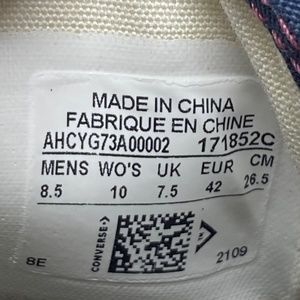 MADE IN CHINA
FABRIQUE EN CHINE
AHCYG73A00002 171852C
MENS WO'S UK EUR CM
8.5 10 7.5 42 26.5
CONVERSE
8E 2109